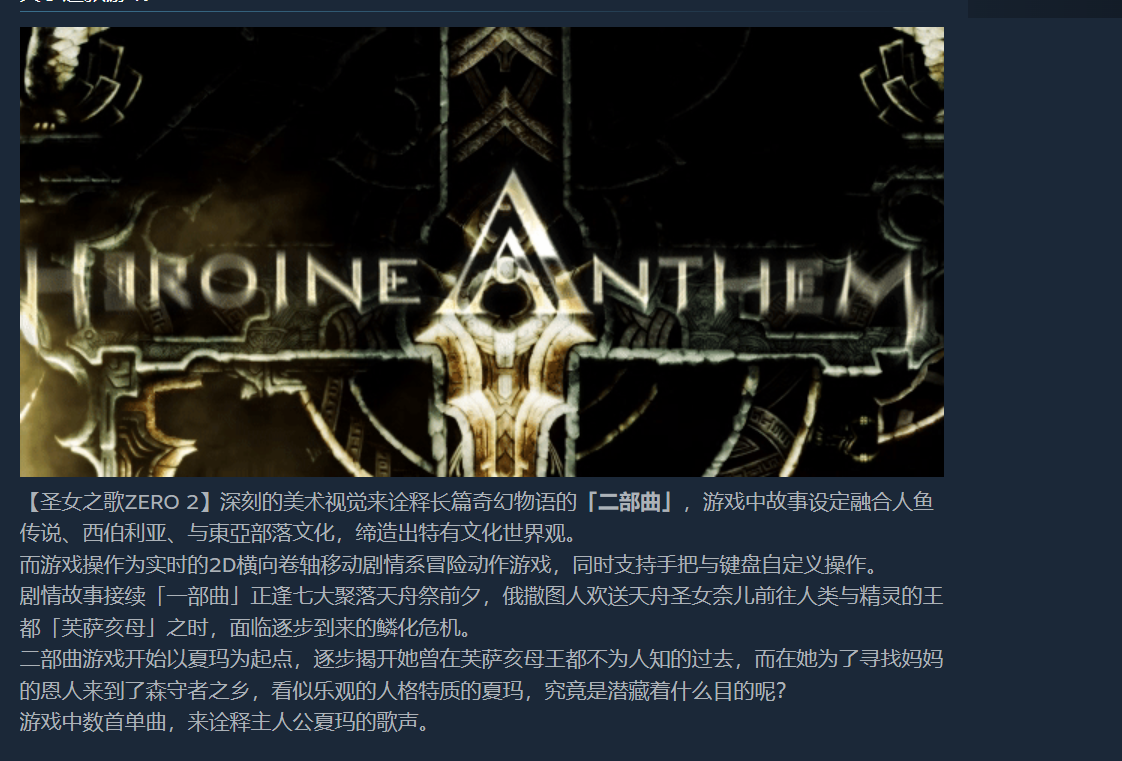 HEROINE ANTHEM
【圣女之歌ZERO 2】深刻的美术视觉来诠释长篇奇幻物语的「二部曲」，游戏中故事设定融合人鱼
传说、西伯利亚、与東亞部落文化，缔造出特有文化世界观。
而游戏操作为实时的2D横向卷轴移动剧情系冒险动作游戏，同时支持手把与键盘自定义操作。
剧情故事接续「一部曲」正逢七大聚落天舟祭前夕，俄撒图人欢送天舟圣女奈儿前往人类与精灵的王
都「芙萨亥母」之时，面临逐步到来的鳞化危机。
二部曲游戏开始以夏玛为起点，逐步揭开她曾在芙萨亥母王都不为人知的过去，而在她为了寻找妈妈
的恩人来到了森守者之乡，看似乐观的人格特质的夏玛，究竟是潜藏着什么目的呢？
游戏中数首单曲，来诠释主人公夏玛的歌声。